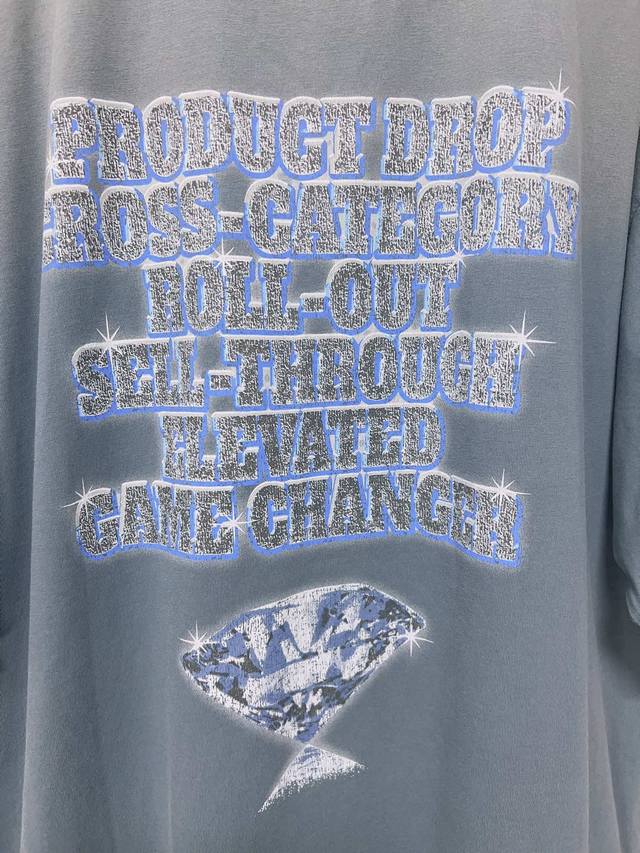 PRODUCT DROP
CROSS-CATEGORY
ROLL-OUT
SELL-THROUGH
ELEVATED
GAME CHANGER